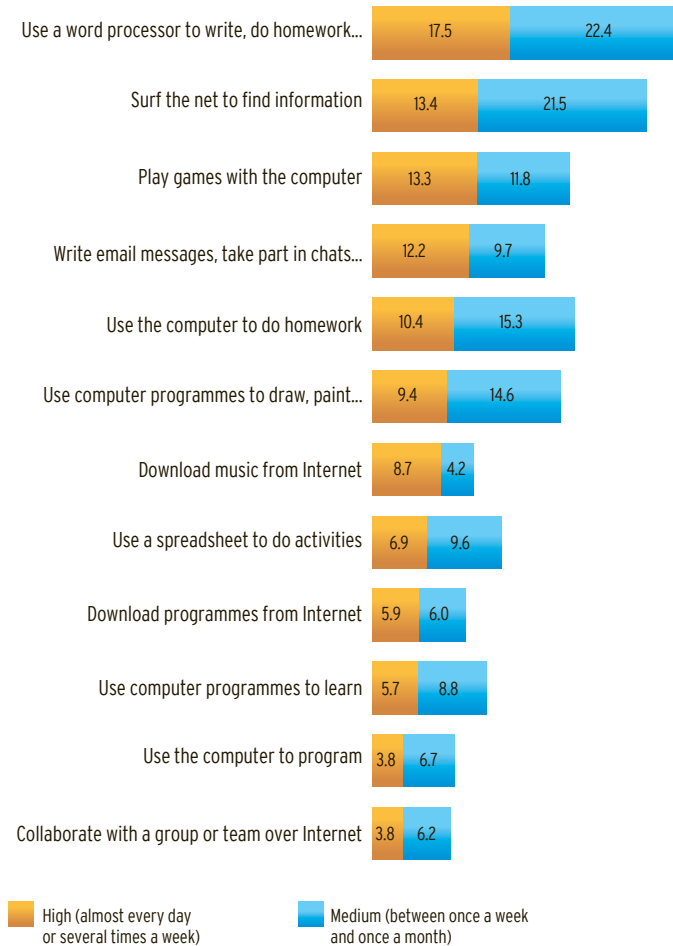 Use a word processor to write, do homework... 17.5 22.4
Surf the net to find information 13.4 21.5
Play games with the computer 13.3 11.8
Write email messages, take part in chats... 12.2 9.7
Use the computer to do homework 10.4 15.3
Use computer programmes to draw, paint... 9.4 14.6
Download music from Internet 8.7 4.2
Use a spreadsheet to do activities 6.9 9.6
Download programmes from Internet 5.9 6.0
Use computer programmes to learn 5.7 8.8
Use the computer to program 3.8 6.7
Collaborate with a group or team over Internet 3.8 6.2
High (almost every day
or several times a week)
Medium (between once a week
and once a month)